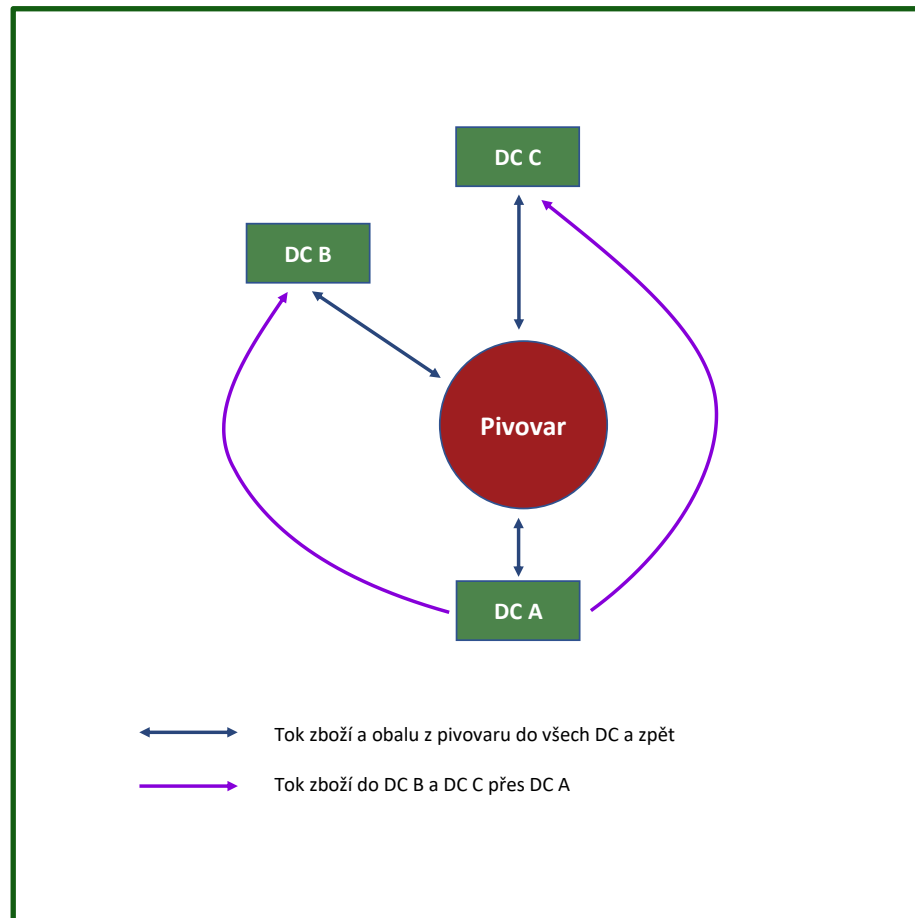 DC C
DC B
Pivovar
DC A
Tok zboží a obalu z pivovaru do všech DC a zpět
Tok zboží do DC B a DC C přes DC A